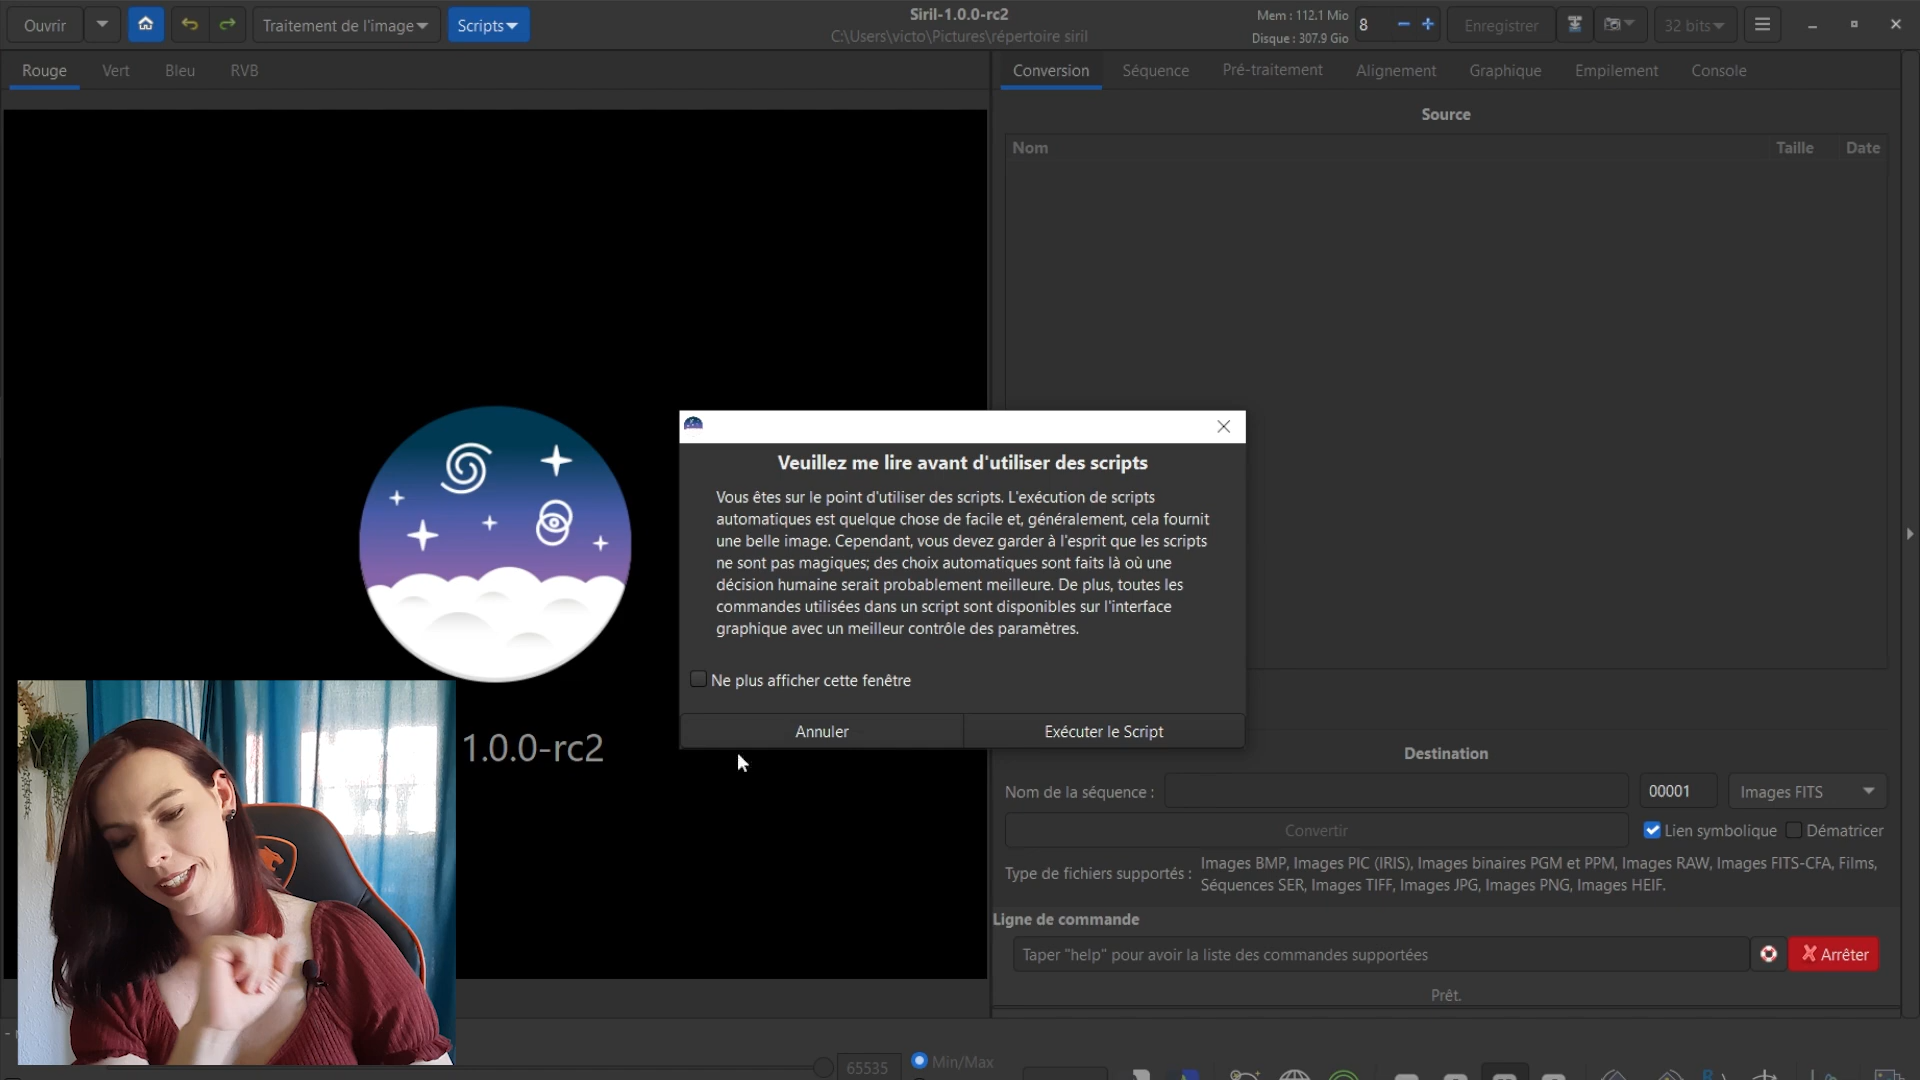 Ouvrir
Traitement de l'image
Scripts
Siril-1.0.0-rc2
C:\Users\victo\Pictures\répertoire siril
Mem : 112.1 Mio
Disque : 307.9 Gio
8
Enregistrer
32 bits
Rouge
Vert
Bleu
RVB
Conversion
Séquence
Pré-traitement
Alignement
Graphique
Empilement
Console
Source
Nom
Taille
Date
Veuillez me lire avant d'utiliser des scripts
Vous êtes sur le point d'utiliser des scripts. L'exécution de scripts
automatiques est quelque chose de facile et, généralement, cela fournit
une belle image. Cependant, vous devez garder à l'esprit que les scripts
ne sont pas magiques; des choix automatiques sont faits là où une
décision humaine serait probablement meilleure. De plus, toutes les
commandes utilisées dans un script sont disponibles sur l'interface
graphique avec un meilleur contrôle des paramètres.
Ne plus afficher cette fenêtre
Annuler
Exécuter le Script
1.0.0-rc2
Destination
Nom de la séquence :
00001
Images FITS
Convertir
Lien symbolique
Dématricer
Type de fichiers supportés :
Images BMP, Images PIC (IRIS), Images binaires PGM et PPM, Images RAW, Images FITS-CFA, Films,
Séquences SER, Images TIFF, Images JPG, Images PNG, Images HEIF.
Ligne de commande
Taper "help" pour avoir la liste des commandes supportées
Arrêter
Prêt.
65535
Min/Max